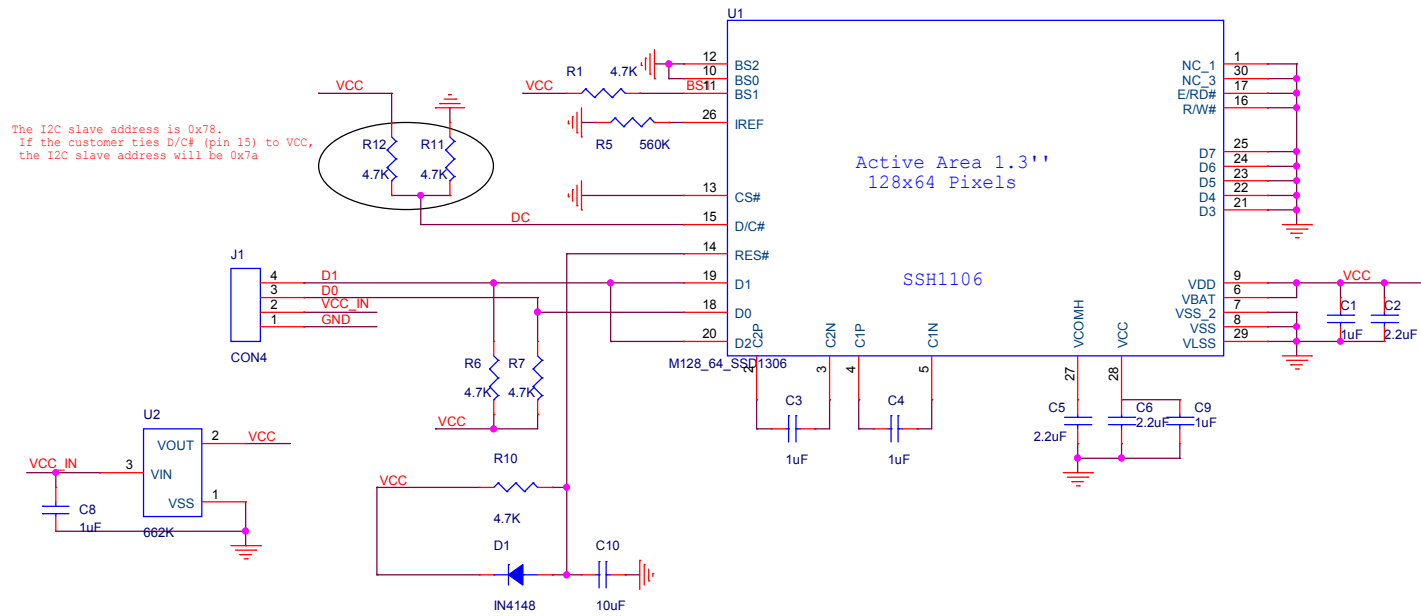 U1
12 BS2
10 BS0
11 BS1
BS1
VCC
R1 4.7K
26 IREF
R5 560K
VCC
R12 R11
4.7K 4.7K
The I2C slave address is 0x78.
If the customer ties D/C# (pin 15) to VCC,
the I2C slave address will be 0x7a
13 CS#
DC 15 D/C#
14 RES#
19 D1
18 D0
20 D2
Active Area 1.3''
128x64 Pixels
SSH1106
NC_1 1
NC_3 30
E/RD# 17
R/W# 16
D7 25
D6 24
D5 23
D4 22
D3 21
VDD 9
VBAT 6
VSS_2 7
VSS 8
VLSS 29
VCC
C1 C2
1uF 2.2uF
J1
4 D1
3 D0
2 VCC_IN
1 GND
CON4
M128_64_SSD1306
C2P C2N C1P C1N VCOMH VCC
2 3 4 5 27 28
R6 R7
4.7K 4.7K
VCC
C3 C4
1uF 1uF
C5 C6 C9
2.2uF 2.2uF 1uF
U2
VOUT 2 VCC
VCC_IN 3 VIN
VSS 1
C8
1uF
662K
R10
VCC
4.7K
D1 C10
IN4148 10uF